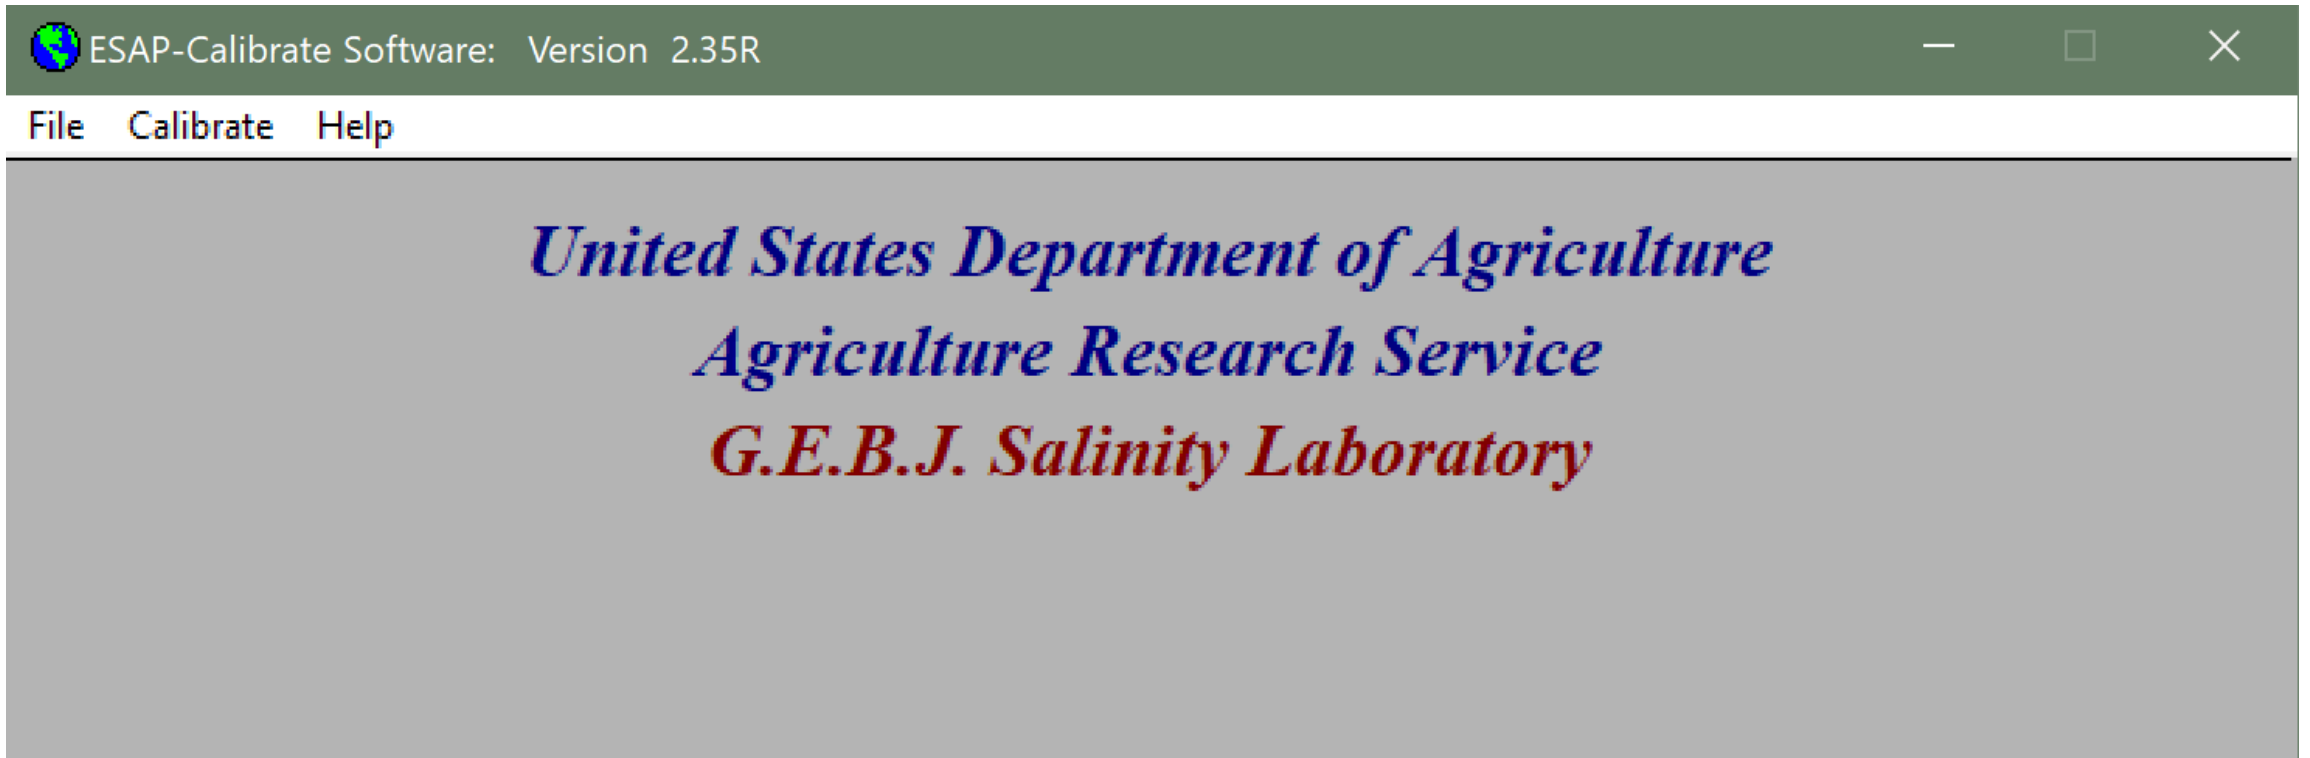 ESAP-Calibrate Software: Version 2.35R
File Calibrate Help
United States Department of Agriculture
Agriculture Research Service
G.E.B.J. Salinity Laboratory